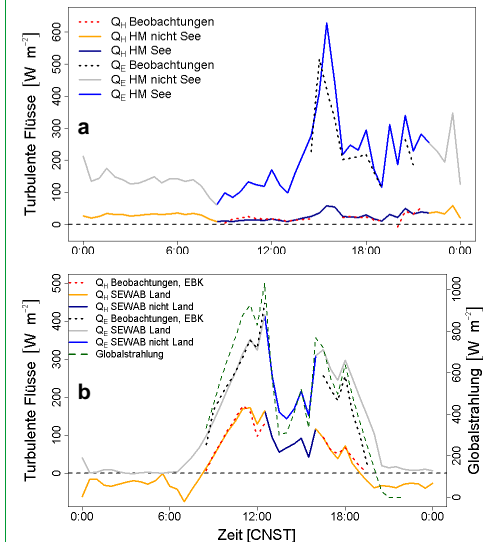 Q_H Beobachtungen
Q_H HM nicht See
Q_H HM See
Q_E Beobachtungen
Q_E HM nicht See
Q_E HM See
a
Turbulente Flüsse [W m⁻²]
600
500
400
300
200
100
0
0:00 6:00 12:00 18:00 0:00
Q_H Beobachtungen, EBK
Q_H SEWAB Land
Q_H SEWAB nicht Land
Q_E Beobachtungen, EBK
Q_E SEWAB Land
Q_E SEWAB nicht Land
Globalstrahlung
b
Turbulente Flüsse [W m⁻²]
500
400
300
200
100
0
Globalstrahlung [W m⁻²]
1000
800
600
400
200
0
0:00 6:00 12:00 18:00 0:00
Zeit [CNST]